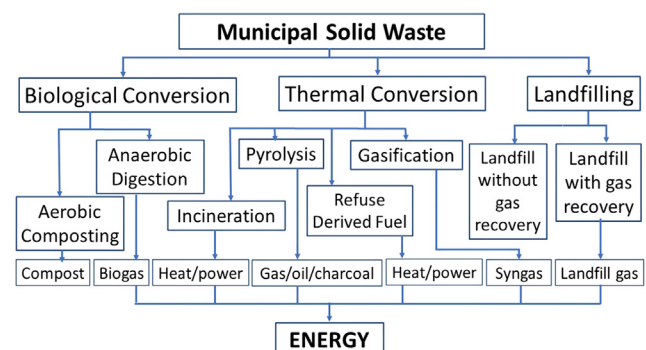 Municipal Solid Waste
Biological Conversion
Thermal Conversion
Landfilling
Anaerobic
Digestion
Pyrolysis
Gasification
Landfill
without
gas
recovery
Landfill
with gas
recovery
Aerobic
Composting
Incineration
Refuse
Derived Fuel
Compost
Biogas
Heat/power
Gas/oil/charcoal
Heat/power
Syngas
Landfill gas
ENERGY